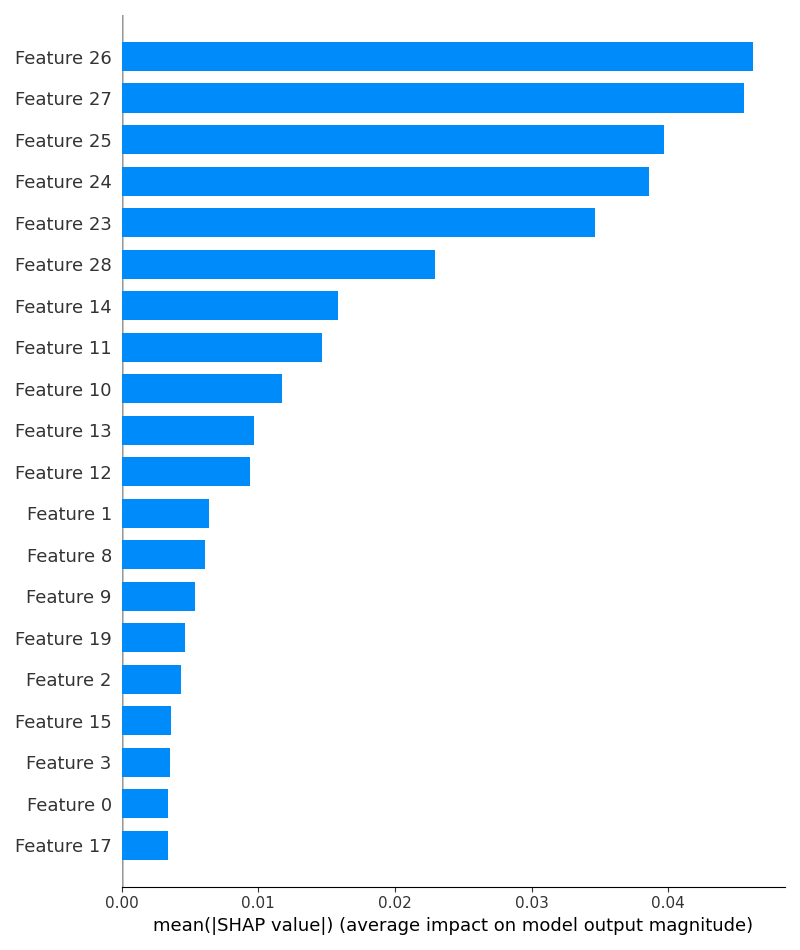 Feature 26
Feature 27
Feature 25
Feature 24
Feature 23
Feature 28
Feature 14
Feature 11
Feature 10
Feature 13
Feature 12
Feature 1
Feature 8
Feature 9
Feature 19
Feature 2
Feature 15
Feature 3
Feature 0
Feature 17
0.00 0.01 0.02 0.03 0.04
mean(|SHAP value|) (average impact on model output magnitude)